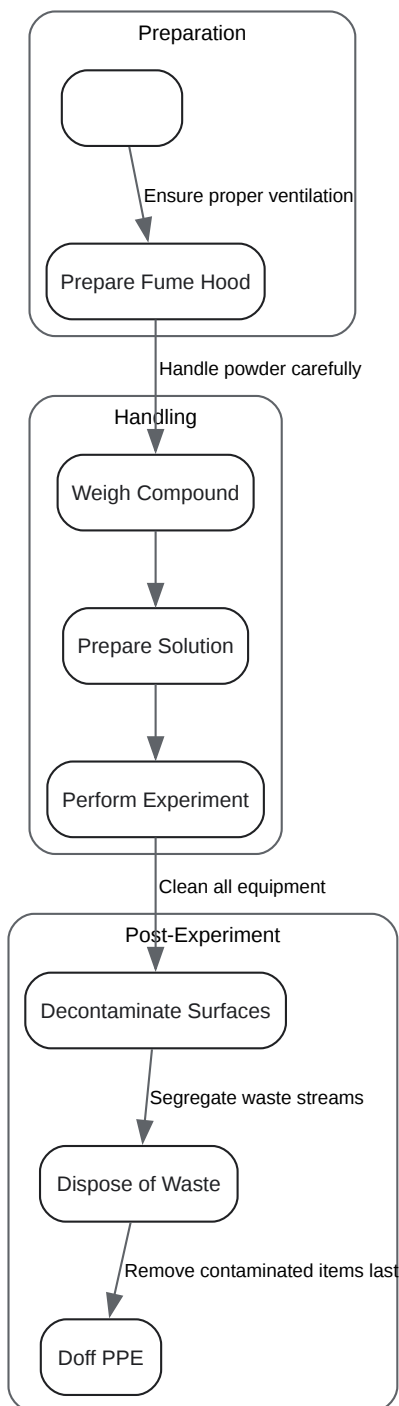 Preparation
Ensure proper ventilation
Prepare Fume Hood
Handle powder carefully
Handling
Weigh Compound
Prepare Solution
Perform Experiment
Clean all equipment
Post-Experiment
Decontaminate Surfaces
Segregate waste streams
Dispose of Waste
Remove contaminated items last
Doff PPE